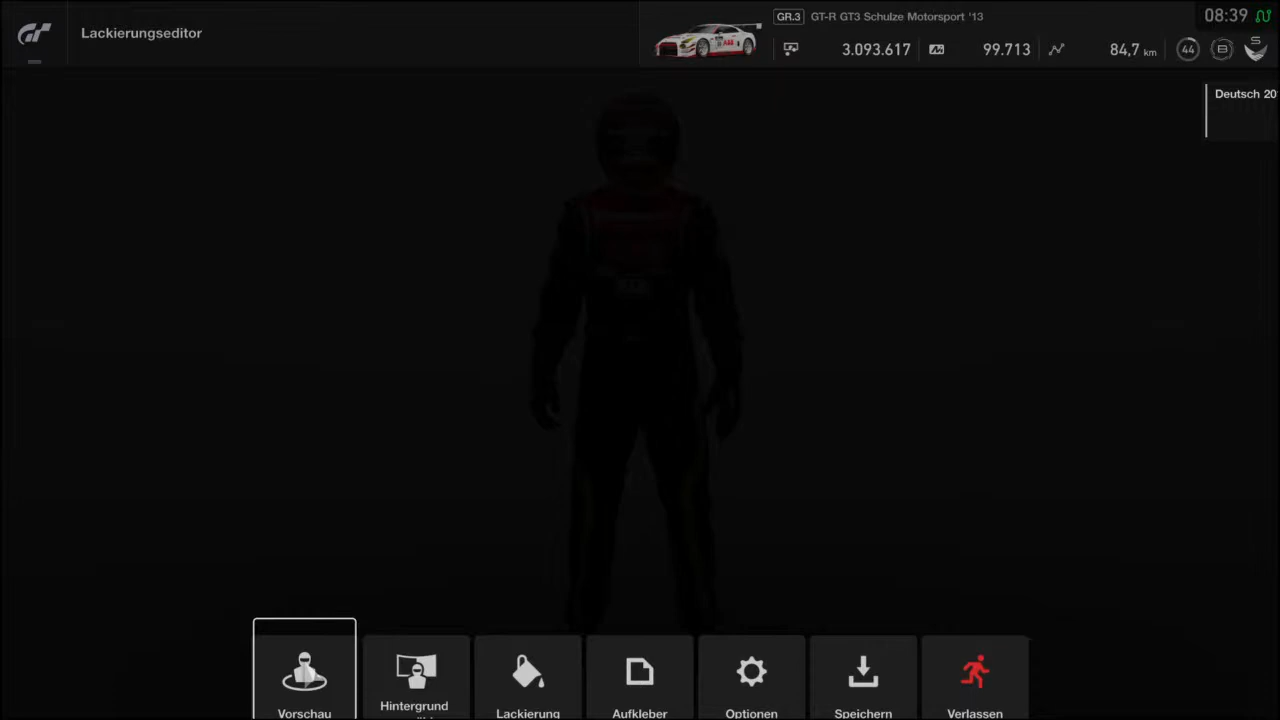 Lackierungseditor
GR.3 GT-R GT3 Schulze Motorsport '13
08:39
3.093.617 99.713 84,7 km 44 B S
Deutsch 20
Vorschau
Hintergrund
Lackierung
Aufkleber
Optionen
Speichern
Verlassen